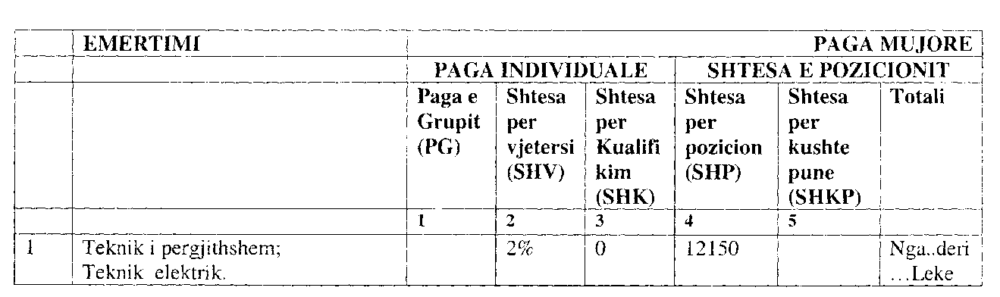 EMERTIMI PAGA MUJORE
PAGA INDIVIDUALE SHTESA E POZICIONIT
Paga e Shtesa Shtesa Shtesa Shtesa Totali
Grupit per per per per
(PG) vjetersi Kualifi pozicion kushte
(SHV) kim (SHP) pune
(SHK) (SHKP)
1 2 3 4 5
1 Teknik i pergjithshem; 2% 0 12150 Nga..deri
Teknik elektrik. ...Leke